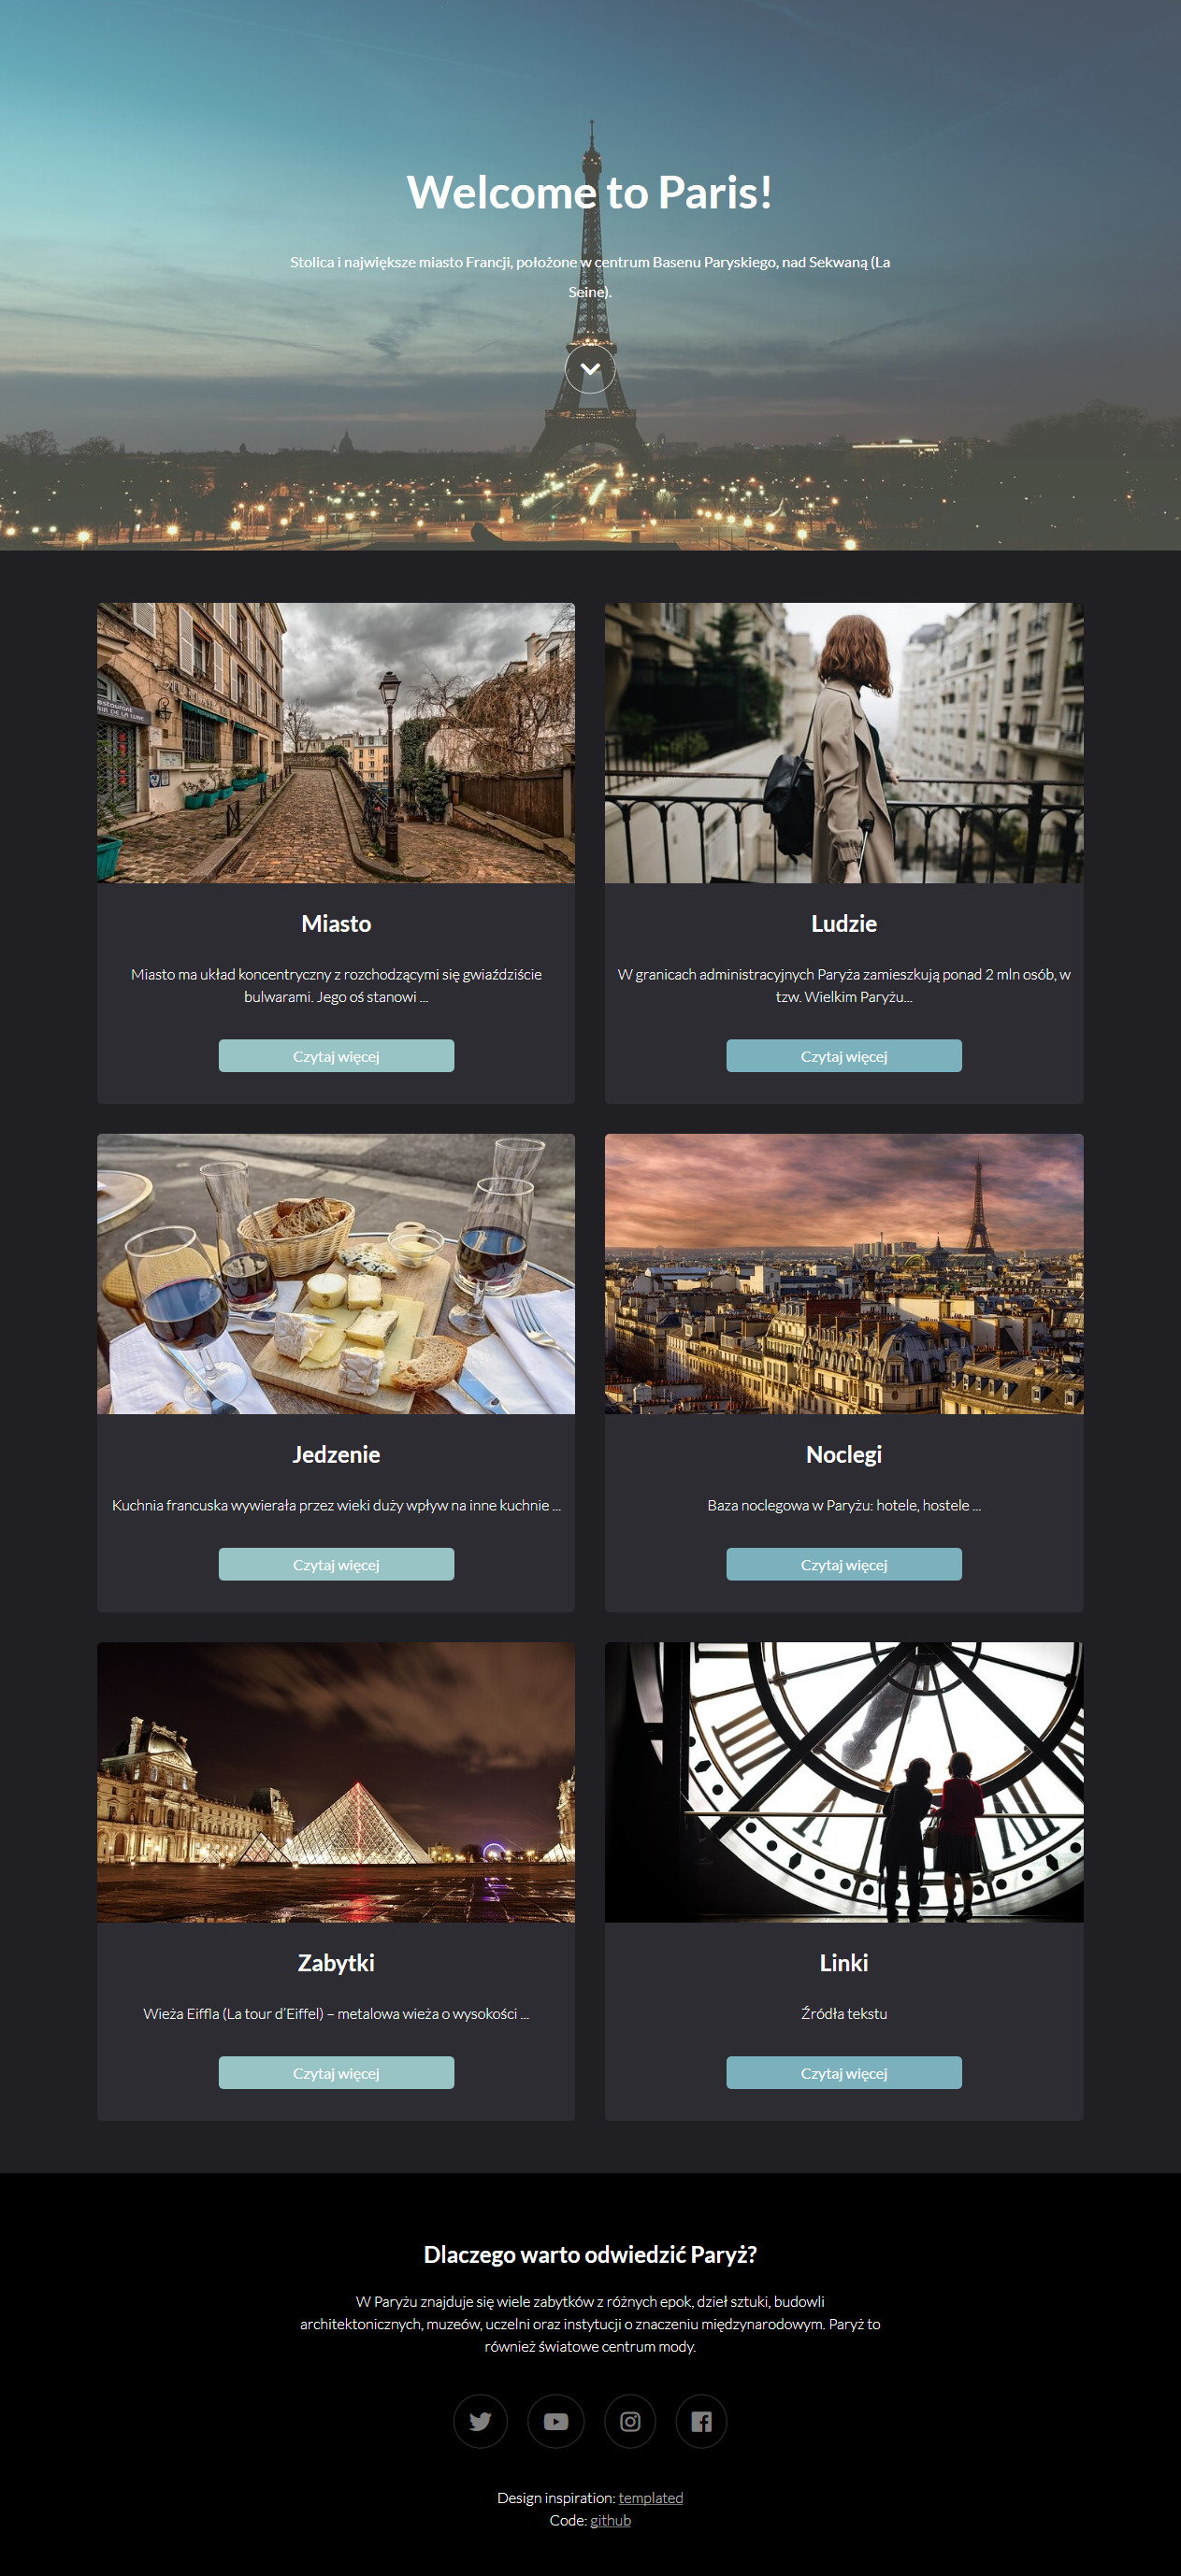 Welcome to Paris!
Stolica i największe miasto Francji, położone w centrum Basenu Paryskiego, nad Sekwaną (La
Seine).
Miasto
Miasto ma układ koncentryczny z rozchodzącymi się gwiaździście
bulwarami. Jego oś stanowi ...
Czytaj więcej
Ludzie
W granicach administracyjnych Paryża zamieszkują ponad 2 mln osób, w
tzw. Wielkim Paryżu...
Czytaj więcej
Jedzenie
Kuchnia francuska wywierała przez wieki duży wpływ na inne kuchnie ...
Czytaj więcej
Noclegi
Baza noclegowa w Paryżu: hotele, hostele ...
Czytaj więcej
Zabytki
Wieża Eiffla (La tour d'Eiffel) – metalowa wieża o wysokości ...
Czytaj więcej
Linki
Źródła tekstu
Czytaj więcej
Dlaczego warto odwiedzić Paryż?
W Paryżu znajduje się wiele zabytków z różnych epok, dzieł sztuki, budowli
architektonicznych, muzeów, uczelni oraz instytucji o znaczeniu międzynarodowym. Paryż to
również światowe centrum mody.
Design inspiration: templated
Code: github